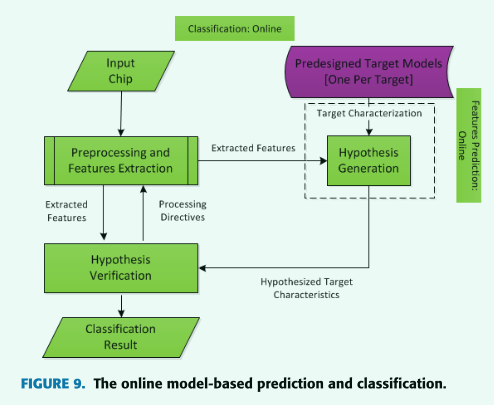 Classification: Online
Input
Chip
Predesigned Target Models
[One Per Target]
Target Characterization
Features Prediction:
Online
Preprocessing and
Features Extraction
Extracted Features
Hypothesis
Generation
Extracted
Features
Processing
Directives
Hypothesis
Verification
Hypothesized Target
Characteristics
Classification
Result
FIGURE 9. The online model-based prediction and classification.